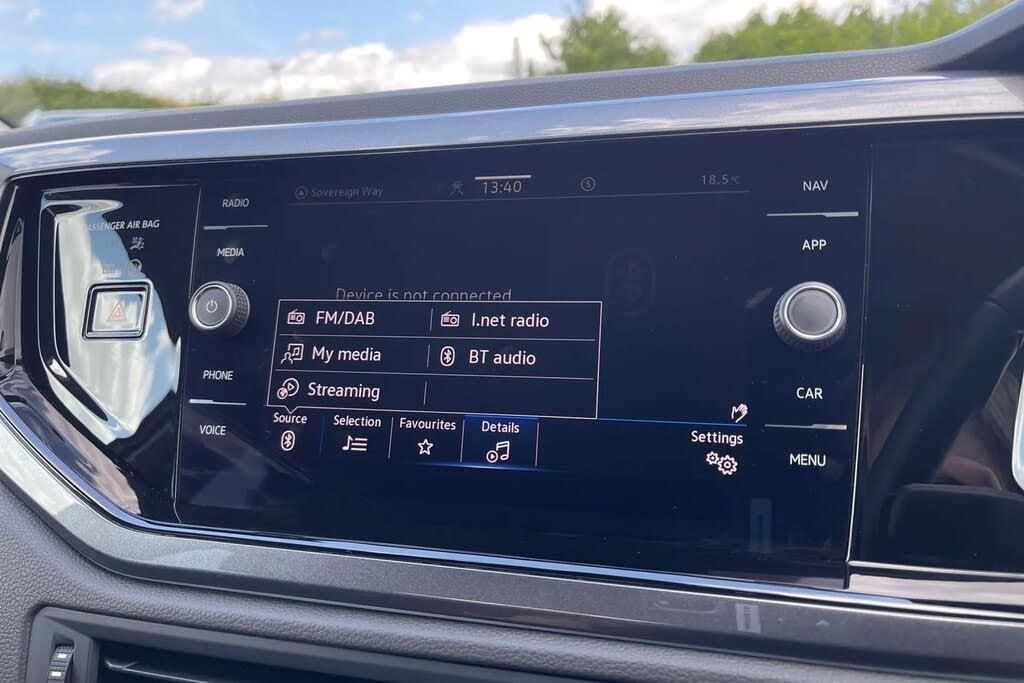 PASSENGER AIR BAG
RADIO
MEDIA
PHONE
VOICE
Sovereign Way
13:40
5
18.5°C
Device is not connected
FM/DAB
I.net radio
My media
BT audio
Streaming
Source
Selection
Favourites
Details
Settings
NAV
APP
CAR
MENU